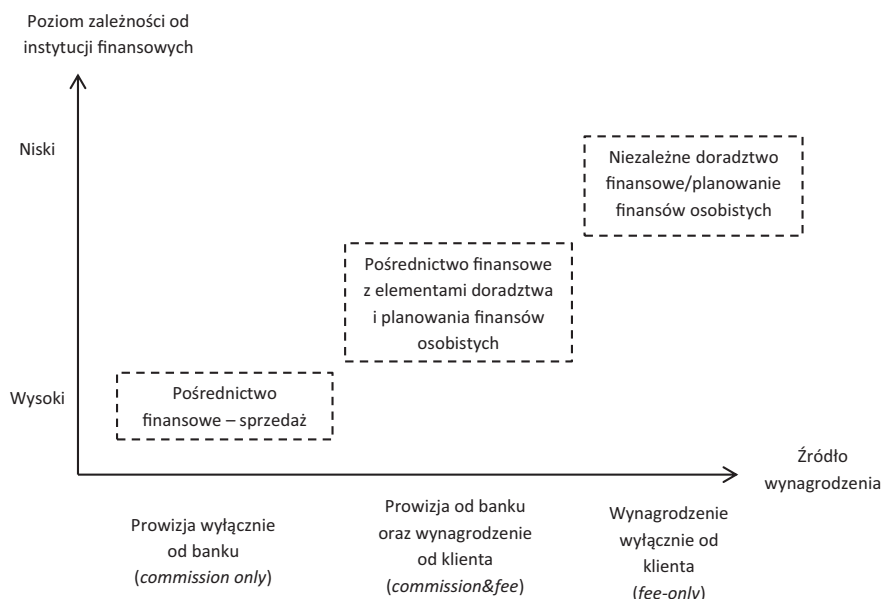 Poziom zależności od
instytucji finansowych
Niski
Niezależne doradztwo
finansowe/planowanie
finansów osobistych
Pośrednictwo finansowe
z elementami doradztwa
i planowania finansów
osobistych
Wysoki
Pośrednictwo
finansowe – sprzedaż
Źródło
wynagrodzenia
Prowizja wyłącznie
od banku
(commission only)
Prowizja od banku
oraz wynagrodzenie
od klienta
(commission&fee)
Wynagrodzenie
wyłącznie od
klienta
(fee-only)